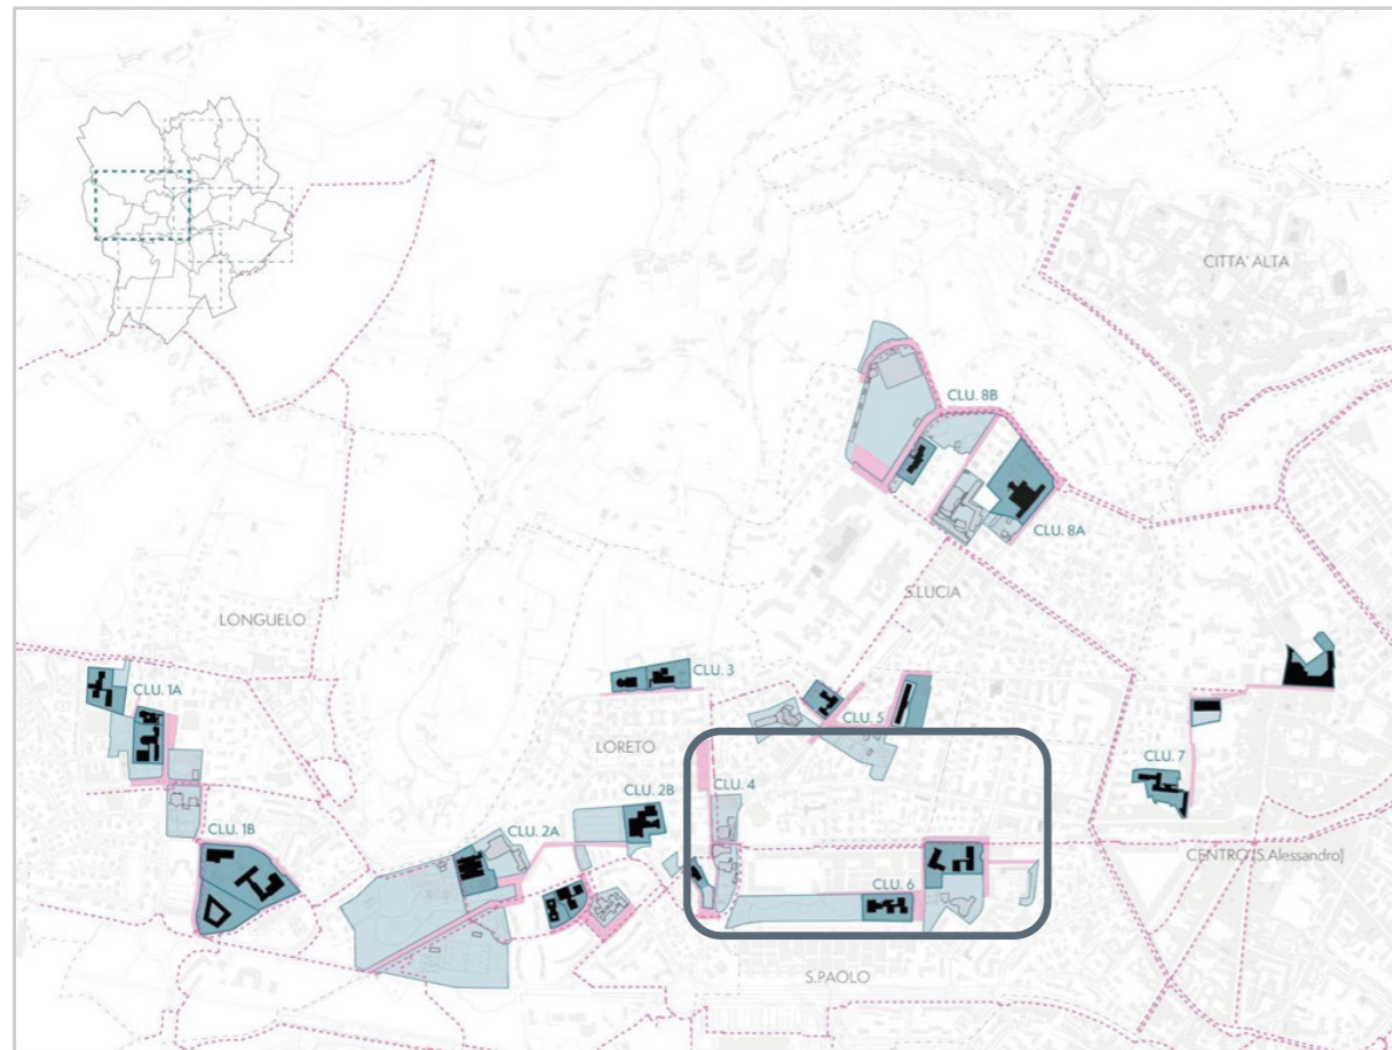 CITTA' ALTA
CLU. 8B
CLU. 8A
S.LUCIA
LONGUELO
CLU. 3
CLU. 1A
CLU. 5
LORETO
CLU. 7
CLU. 4
CLU. 2B
CLU. 1B
CLU. 2A
CENTRO [S.Alessandro]
CLU. 6
S.PAOLO